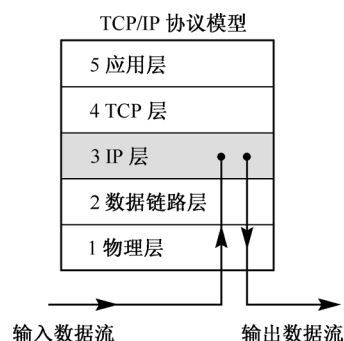 TCP/IP 协议模型
5 应用层
4 TCP 层
3 IP 层
2 数据链路层
1 物理层
输入数据流
输出数据流